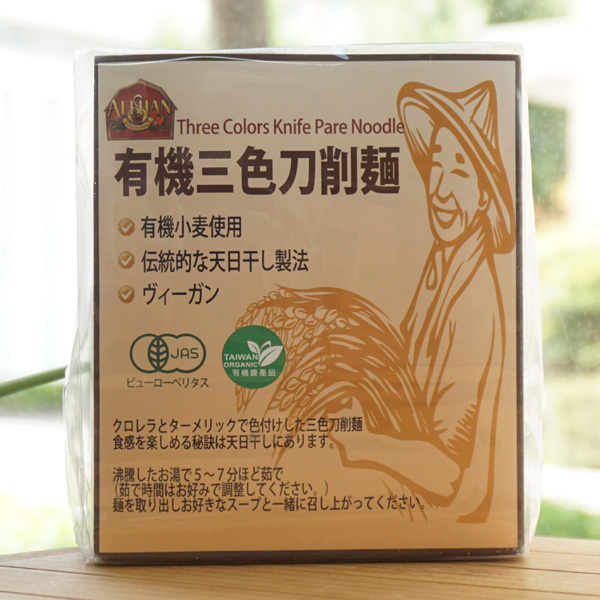 ALISHAN
Three Colors Knife Pare Noodle
有機三色刀削麺
有機小麦使用
伝統的な天日干し製法
ヴィーガン
JAS
ビューローベリタス
TAIWAN
ORGANIC
有機農産品
クロレラとターメリックで色付けした三色刀削麺
食感を楽しめる秘訣は天日干しにあります。
沸騰したお湯で５～７分ほど茹で
（茹で時間はお好みで調整してください。）
麺を取り出しお好きなスープと一緒に召し上がってください。